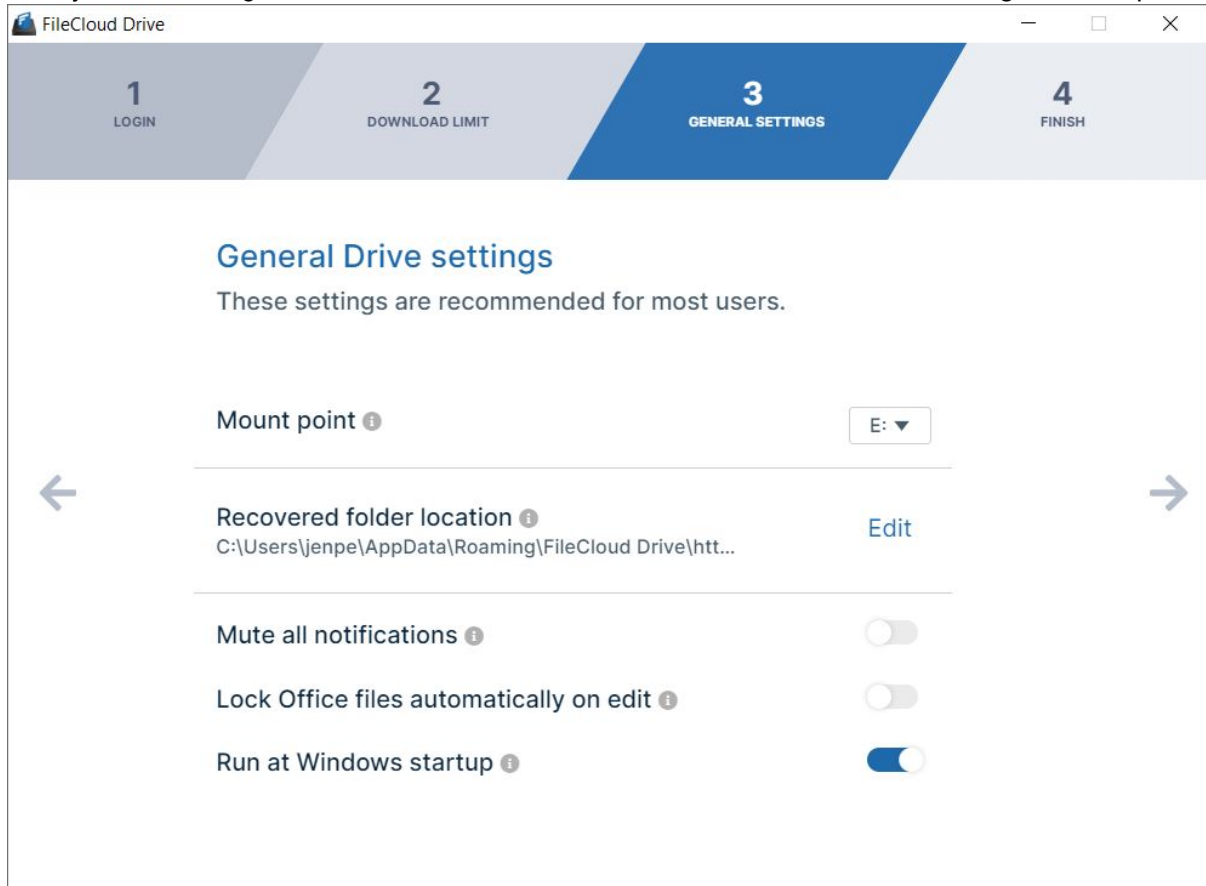 FileCloud Drive
1
LOGIN
2
DOWNLOAD LIMIT
3
GENERAL SETTINGS
4
FINISH
General Drive settings
These settings are recommended for most users.
Mount point
E:
Recovered folder location
Edit
C:\Users\jenpe\AppData\Roaming\FileCloud Drive\htt...
Mute all notifications
Lock Office files automatically on edit
Run at Windows startup